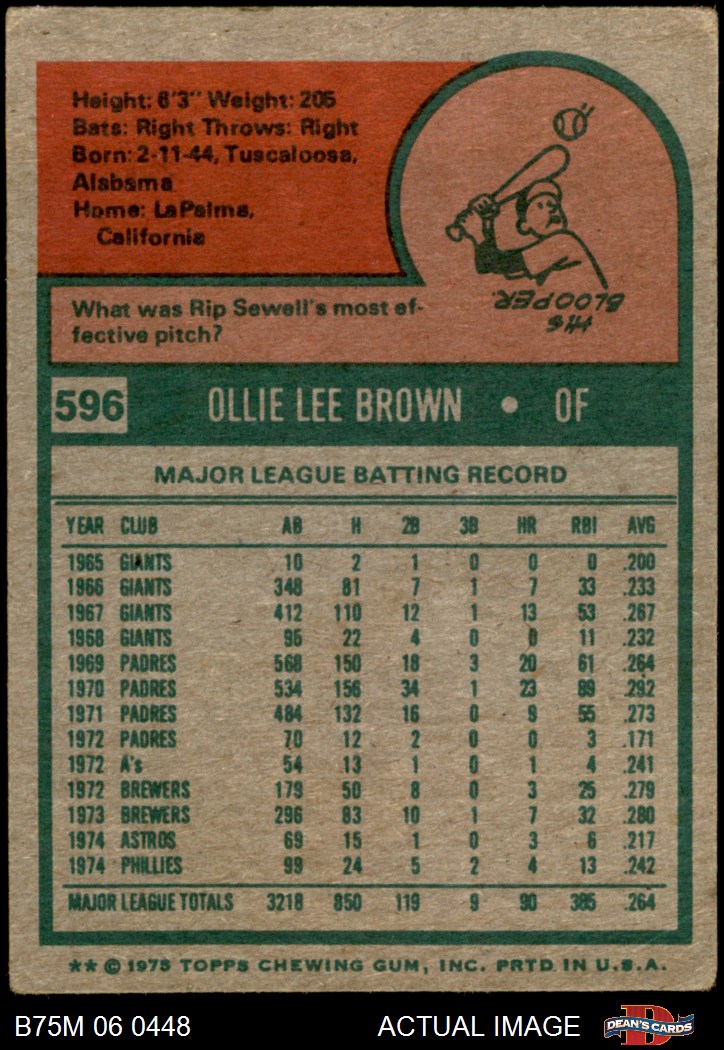 Height: 6'3" Weight: 205
Bats: Right Throws: Right
Born: 2-11-44, Tuscaloosa,
Alabama
Home: LaPalma,
California
What was Rip Sewell's most ef-
fective pitch?
HIS
BLOOPER.
596 OLLIE LEE BROWN • OF
MAJOR LEAGUE BATTING RECORD
YEAR CLUB AB H 2B 3B HR RBI AVG
1965 GIANTS 10 2 1 0 0 0 .200
1966 GIANTS 348 81 7 1 7 33 .233
1967 GIANTS 412 110 12 1 13 53 .267
1968 GIANTS 95 22 4 0 0 11 .232
1969 PADRES 568 150 18 3 20 61 .264
1970 PADRES 534 156 34 1 23 89 .292
1971 PADRES 484 132 16 0 9 55 .273
1972 PADRES 70 12 2 0 0 3 .171
1972 A's 54 13 1 0 1 4 .241
1972 BREWERS 179 50 8 0 3 25 .279
1973 BREWERS 296 83 10 1 7 32 .280
1974 ASTROS 69 15 1 0 3 6 .217
1974 PHILLIES 99 24 5 2 4 13 .242
MAJOR LEAGUE TOTALS 3218 850 119 9 90 385 .264
** © 1975 TOPPS CHEWING GUM, INC. PRTD. IN U.S.A.
B75M 06 0448 ACTUAL IMAGE D DEAN'S CARDS